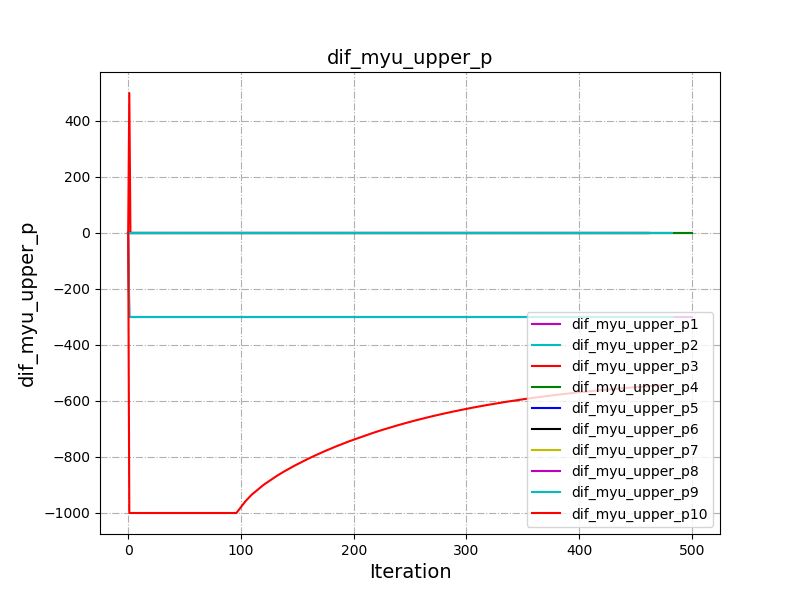 dif_myu_upper_p
dif_myu_upper_p
400
200
0
−200
−400
−600
−800
−1000
0
100
200
300
400
500
Iteration
dif_myu_upper_p1
dif_myu_upper_p2
dif_myu_upper_p3
dif_myu_upper_p4
dif_myu_upper_p5
dif_myu_upper_p6
dif_myu_upper_p7
dif_myu_upper_p8
dif_myu_upper_p9
dif_myu_upper_p10